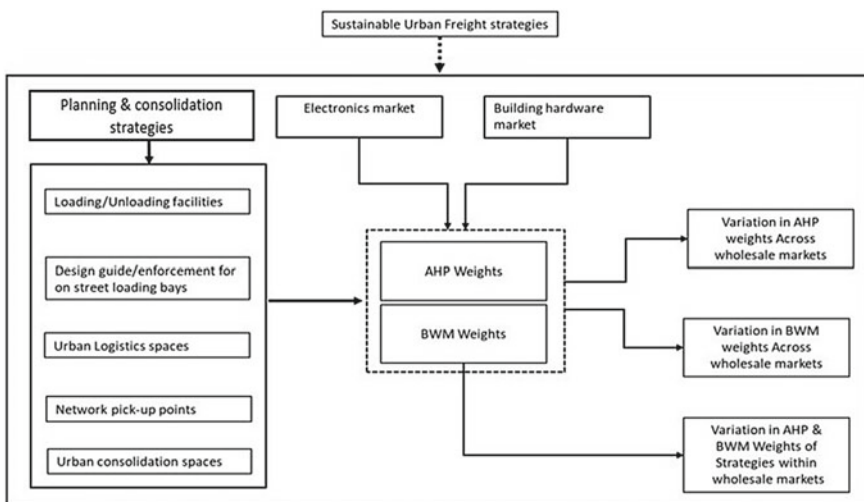 Sustainable Urban Freight strategies
Planning & consolidation
strategies
Electronics market
Building hardware
market
Loading/Unloading facilities
Design guide/enforcement for
on street loading bays
Urban Logistics spaces
Network pick-up points
Urban consolidation spaces
AHP Weights
BWM Weights
Variation in AHP
weights Across
wholesale markets
Variation in BWM
weights Across
wholesale markets
Variation in AHP &
BWM Weights of
Strategies within
wholesale markets